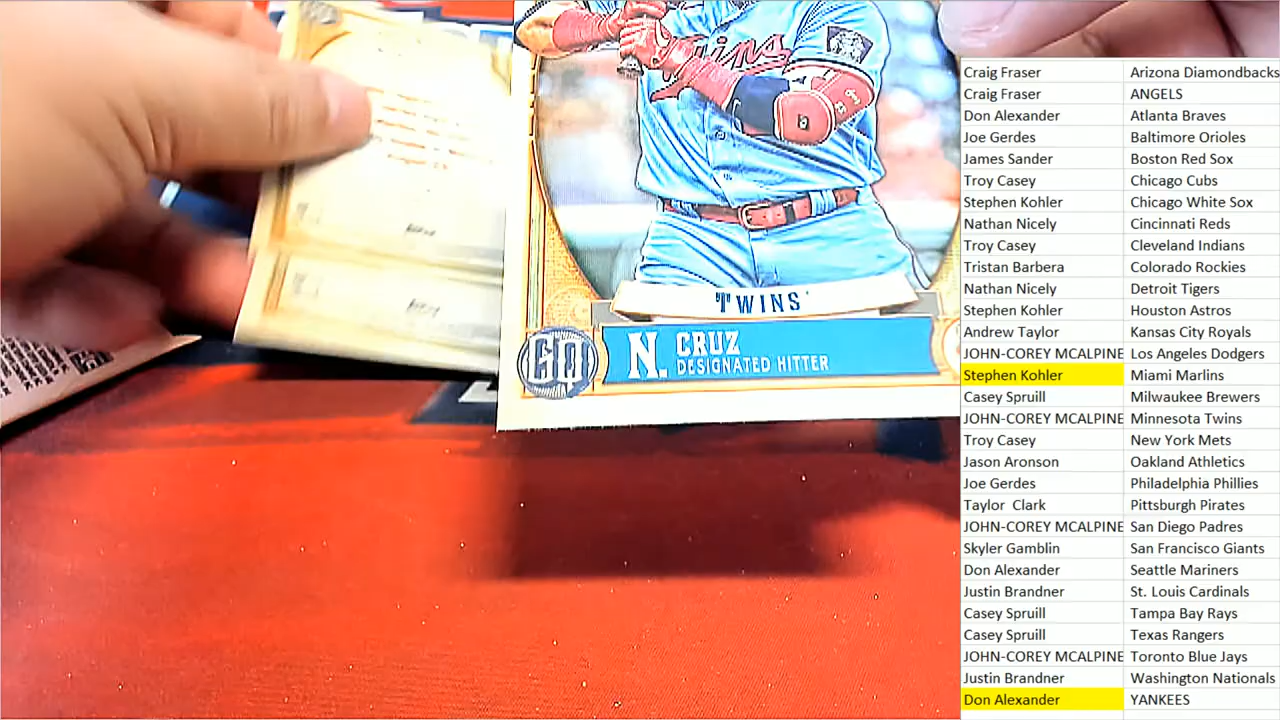 Twins
TWINS
GQ
N. CRUZ
DESIGNATED HITTER
Craig Fraser Arizona Diamondbacks
Craig Fraser ANGELS
Don Alexander Atlanta Braves
Joe Gerdes Baltimore Orioles
James Sander Boston Red Sox
Troy Casey Chicago Cubs
Stephen Kohler Chicago White Sox
Nathan Nicely Cincinnati Reds
Troy Casey Cleveland Indians
Tristan Barbera Colorado Rockies
Nathan Nicely Detroit Tigers
Stephen Kohler Houston Astros
Andrew Taylor Kansas City Royals
JOHN-COREY MCALPINE Los Angeles Dodgers
Stephen Kohler Miami Marlins
Casey Spruill Milwaukee Brewers
JOHN-COREY MCALPINE Minnesota Twins
Troy Casey New York Mets
Jason Aronson Oakland Athletics
Joe Gerdes Philadelphia Phillies
Taylor Clark Pittsburgh Pirates
JOHN-COREY MCALPINE San Diego Padres
Skyler Gamblin San Francisco Giants
Don Alexander Seattle Mariners
Justin Brandner St. Louis Cardinals
Casey Spruill Tampa Bay Rays
Casey Spruill Texas Rangers
JOHN-COREY MCALPINE Toronto Blue Jays
Justin Brandner Washington Nationals
Don Alexander YANKEES